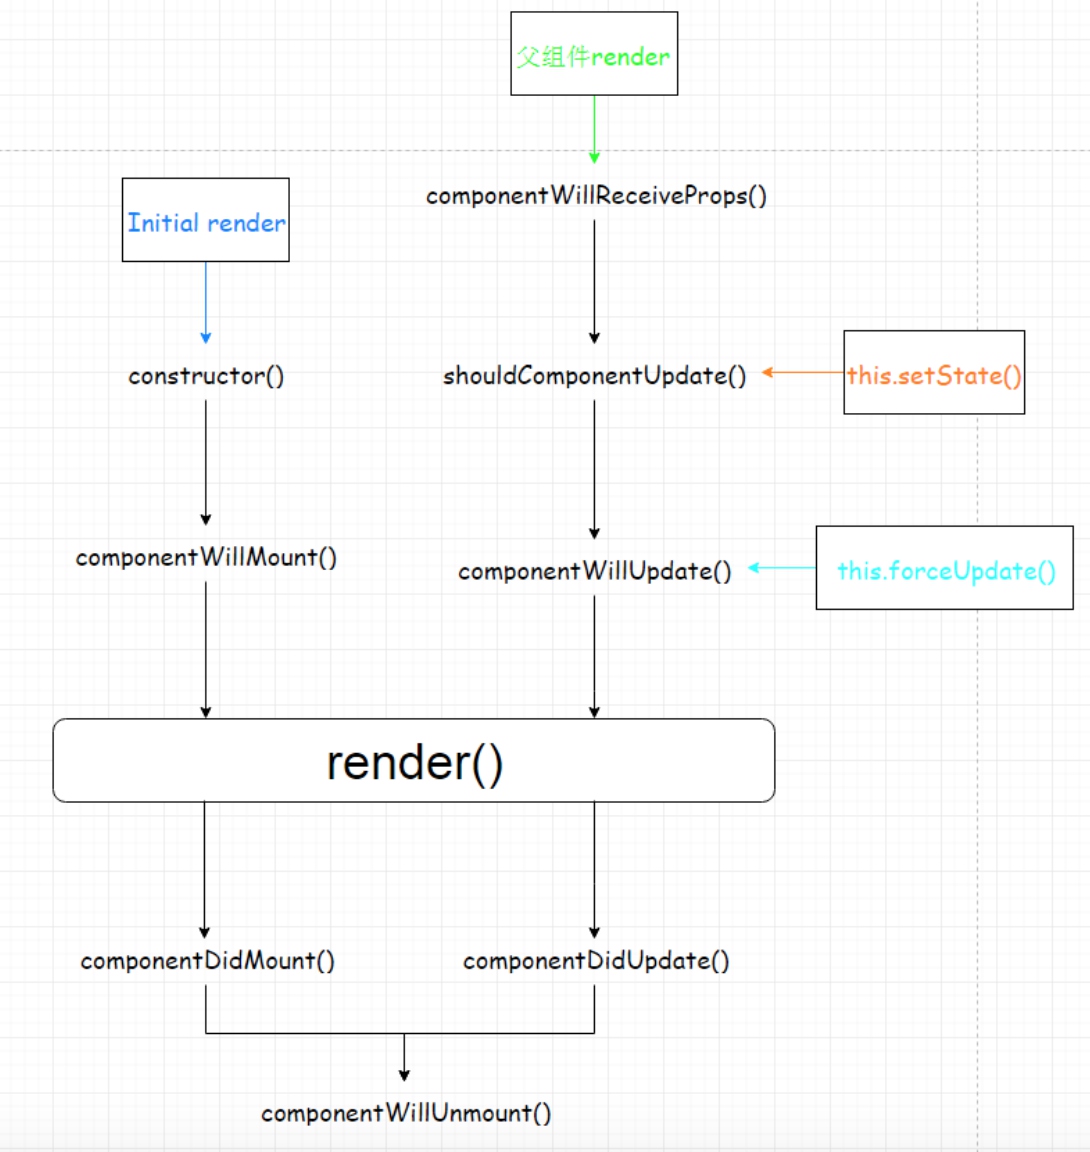 父组件render
componentWillReceiveProps()
Initial render
constructor()
shouldComponentUpdate()
this.setState()
componentWillMount()
componentWillUpdate()
this.forceUpdate()
render()
componentDidMount()
componentDidUpdate()
componentWillUnmount()